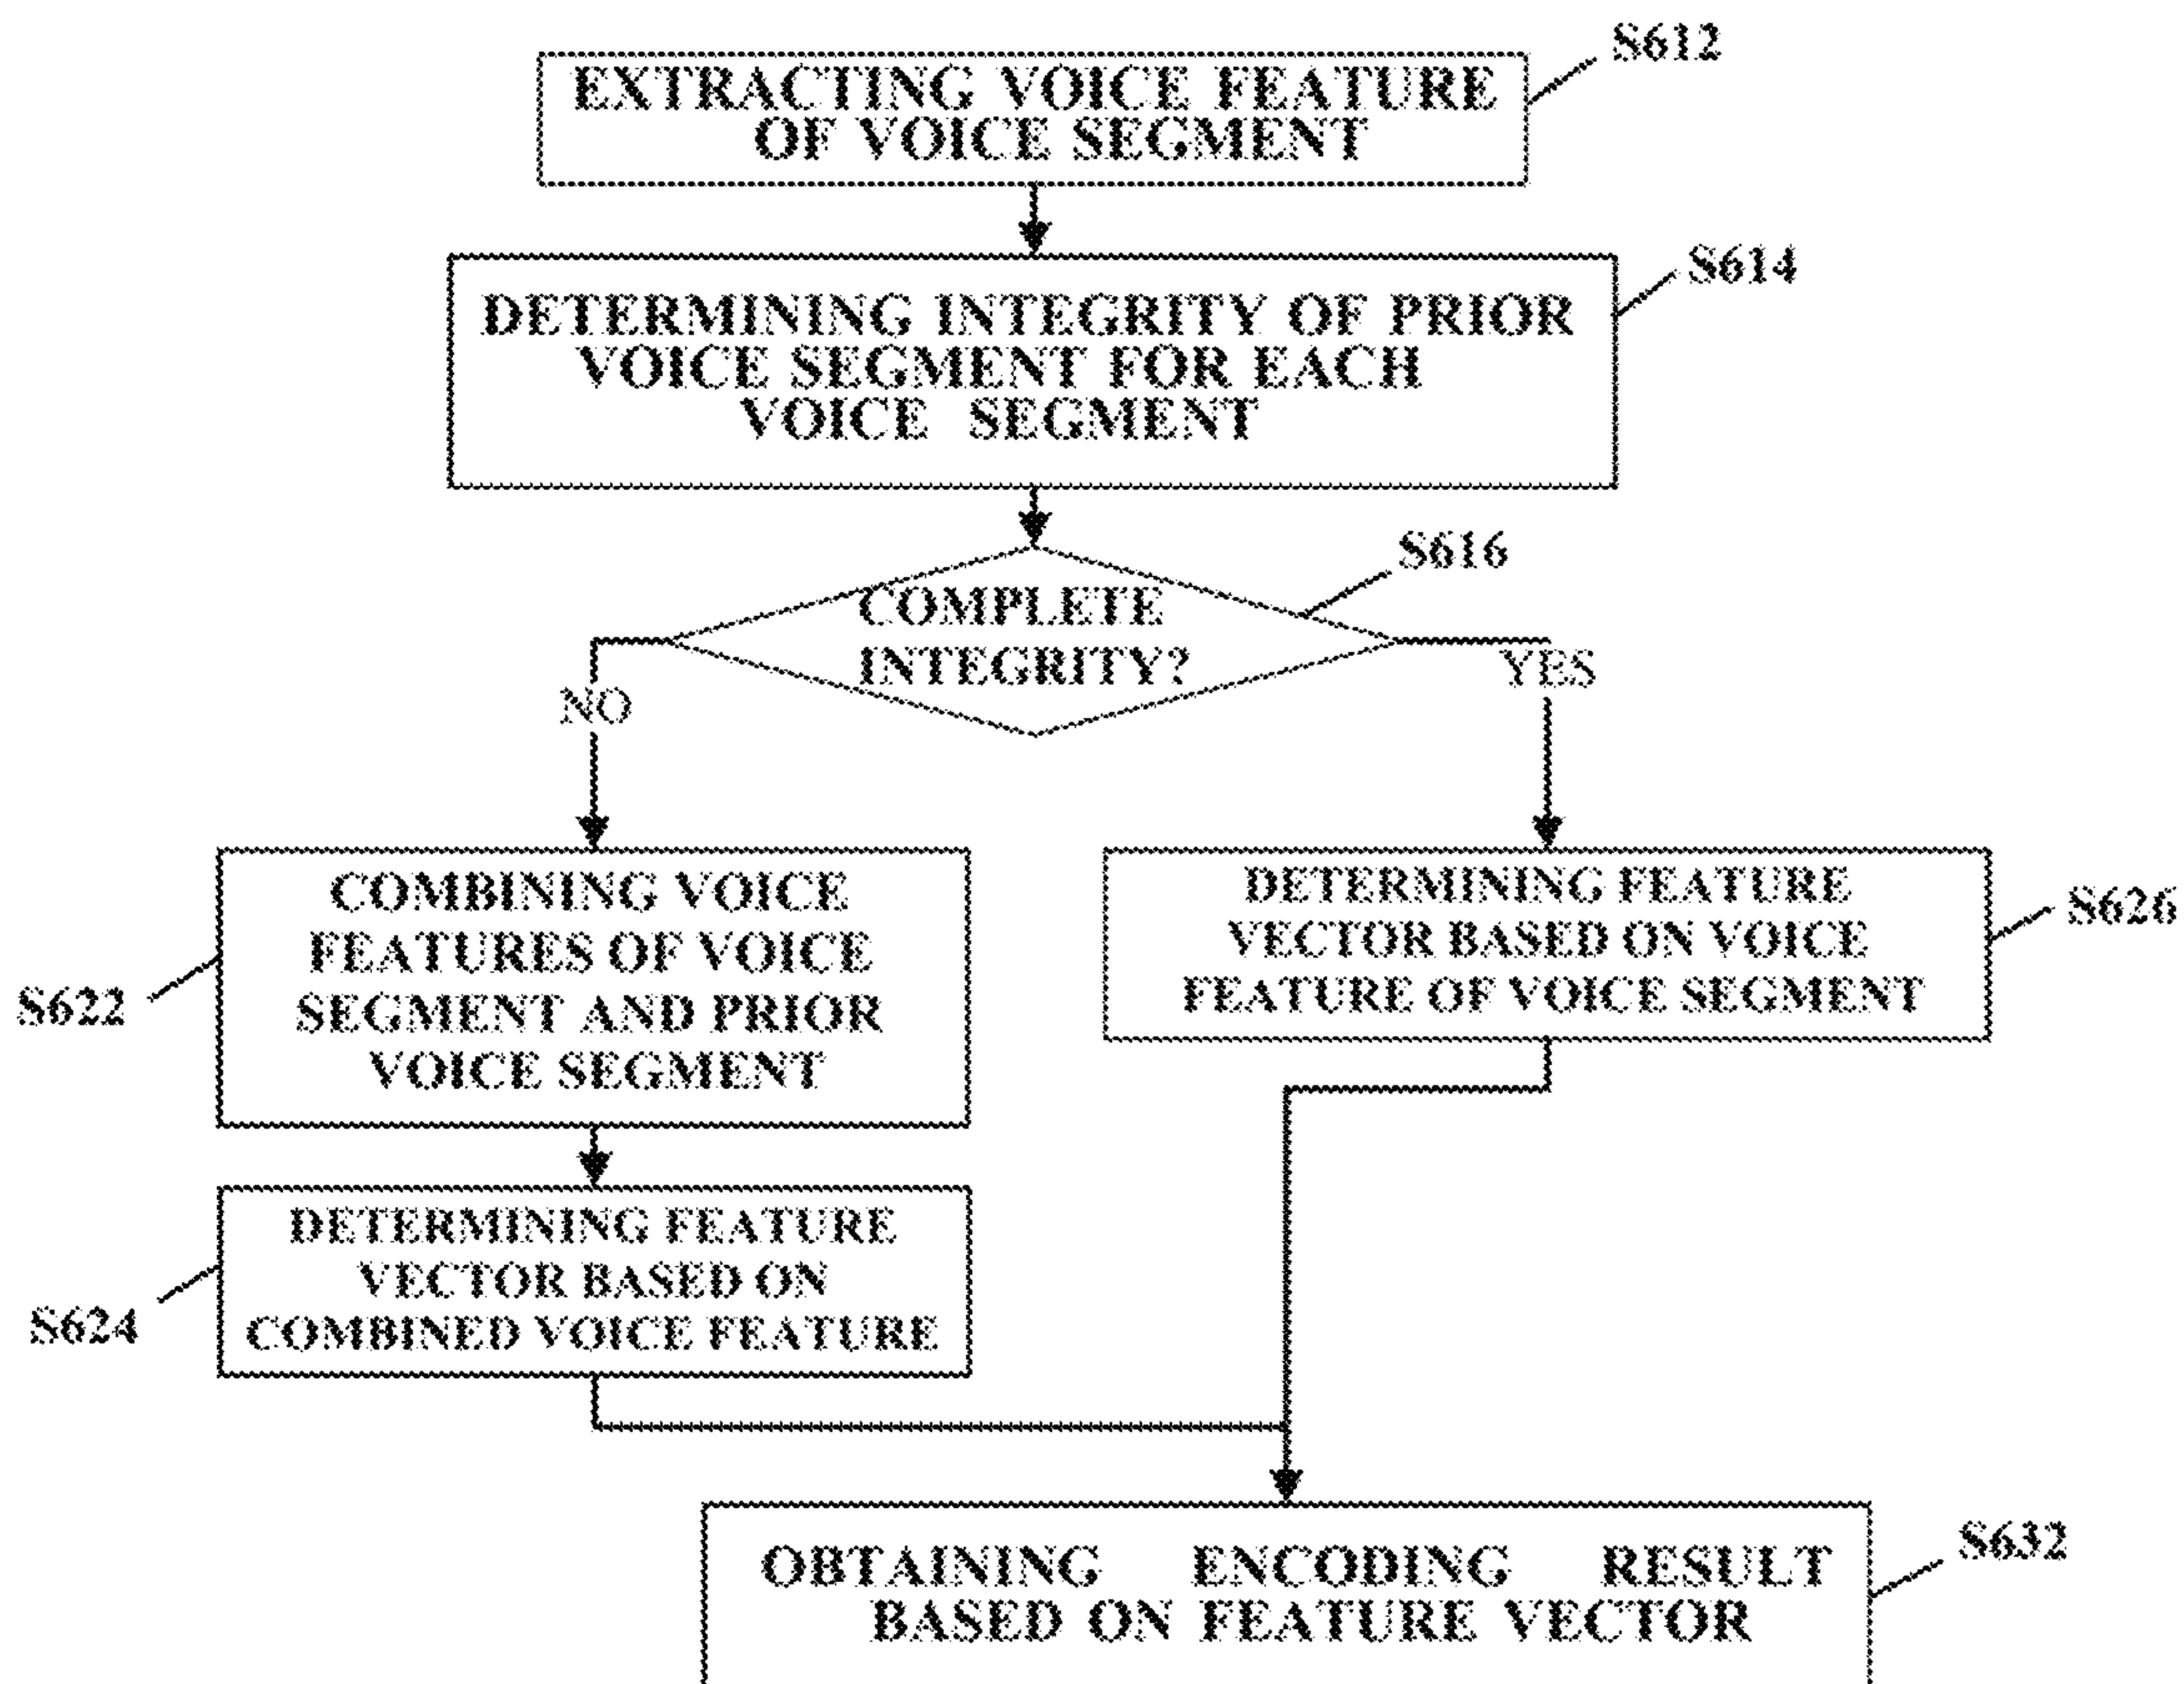 S612
EXTRACTING VOICE FEATURE
OF VOICE SEGMENT
S614
DETERMINING INTEGRITY OF PRIOR
VOICE SEGMENT FOR EACH
VOICE SEGMENT
S616
COMPLETE
INTEGRITY?
NO
YES
COMBINING VOICE
FEATURES OF VOICE
SEGMENT AND PRIOR
VOICE SEGMENT
S622
DETERMINING FEATURE
VECTOR BASED ON VOICE
FEATURE OF VOICE SEGMENT
S626
DETERMINING FEATURE
VECTOR BASED ON
COMBINED VOICE FEATURE
S624
OBTAINING ENCODING RESULT
BASED ON FEATURE VECTOR
S632